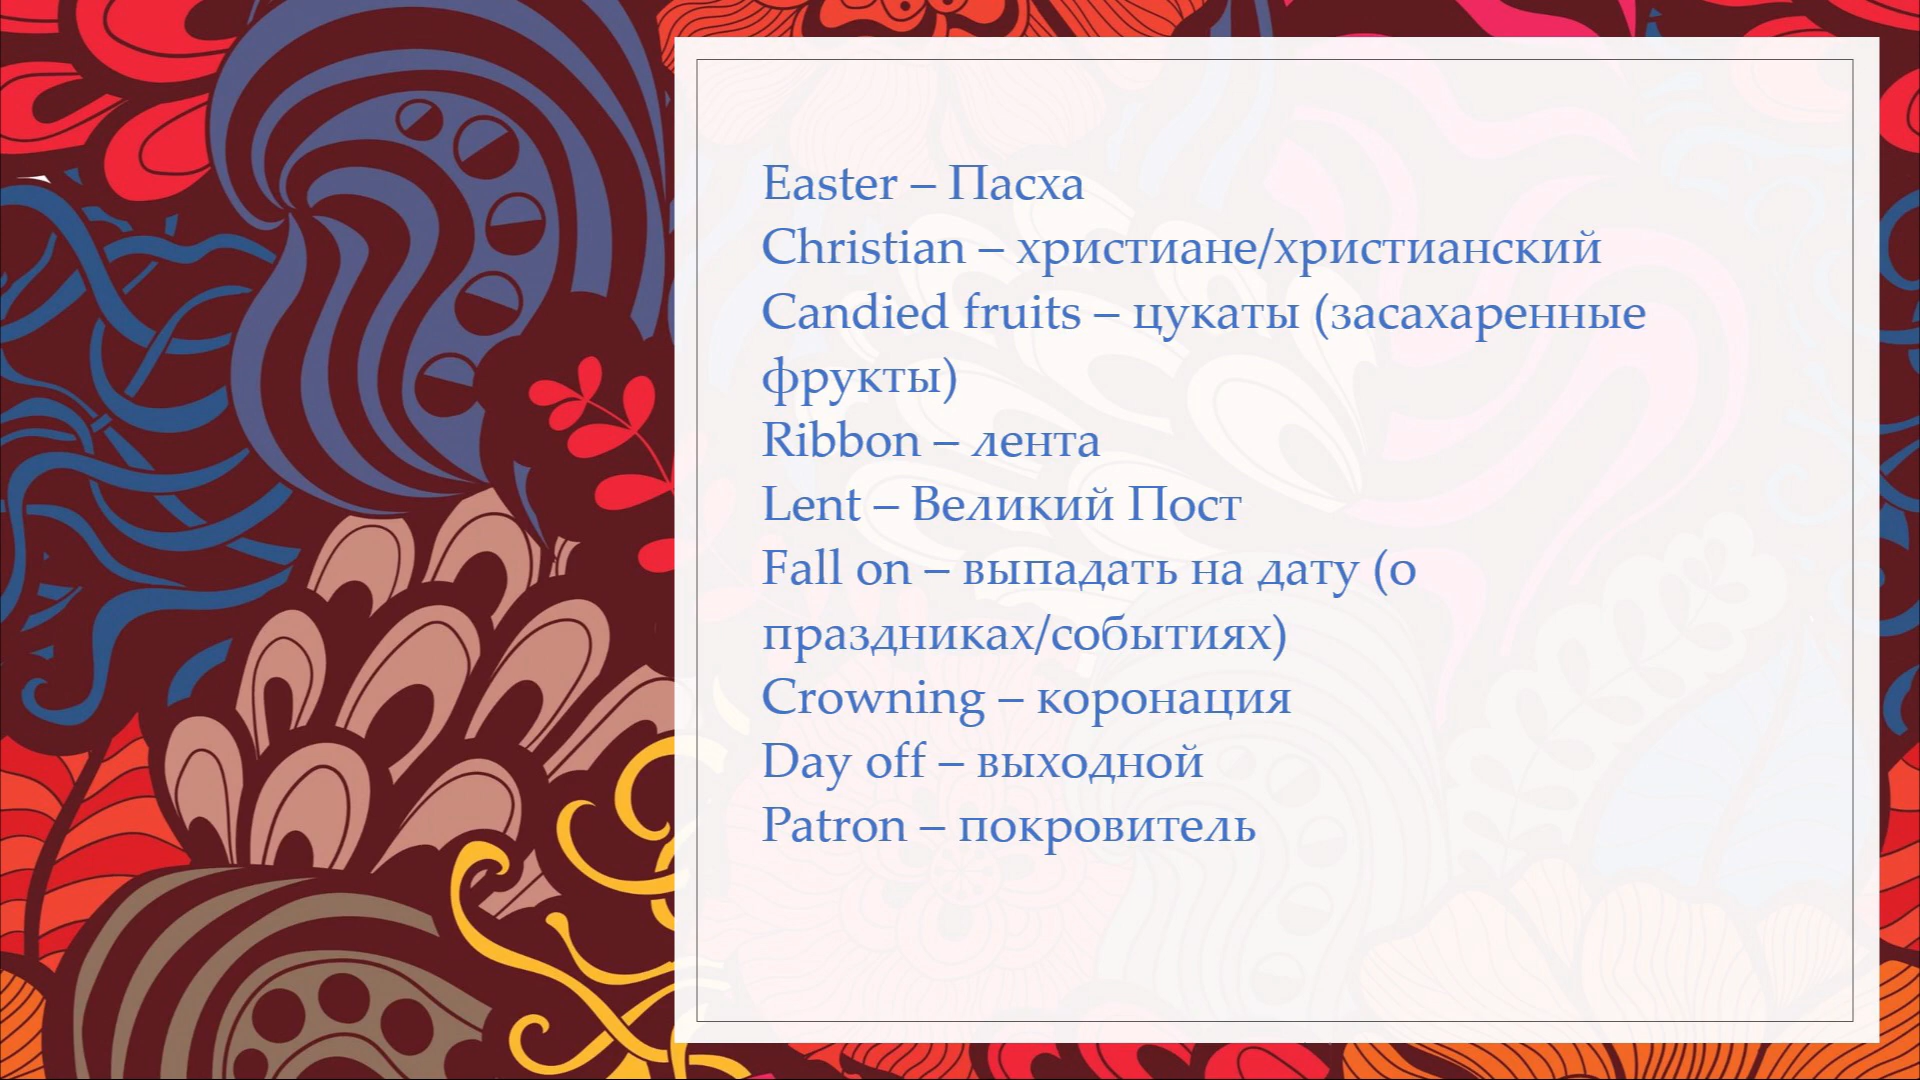 Easter – Пасха
Christian – христиане/христианский
Candied fruits – цукаты (засахаренные
фрукты)
Ribbon – лента
Lent – Великий Пост
Fall on – выпадать на дату (о
праздниках/событиях)
Crowning – коронация
Day off – выходной
Patron – покровитель